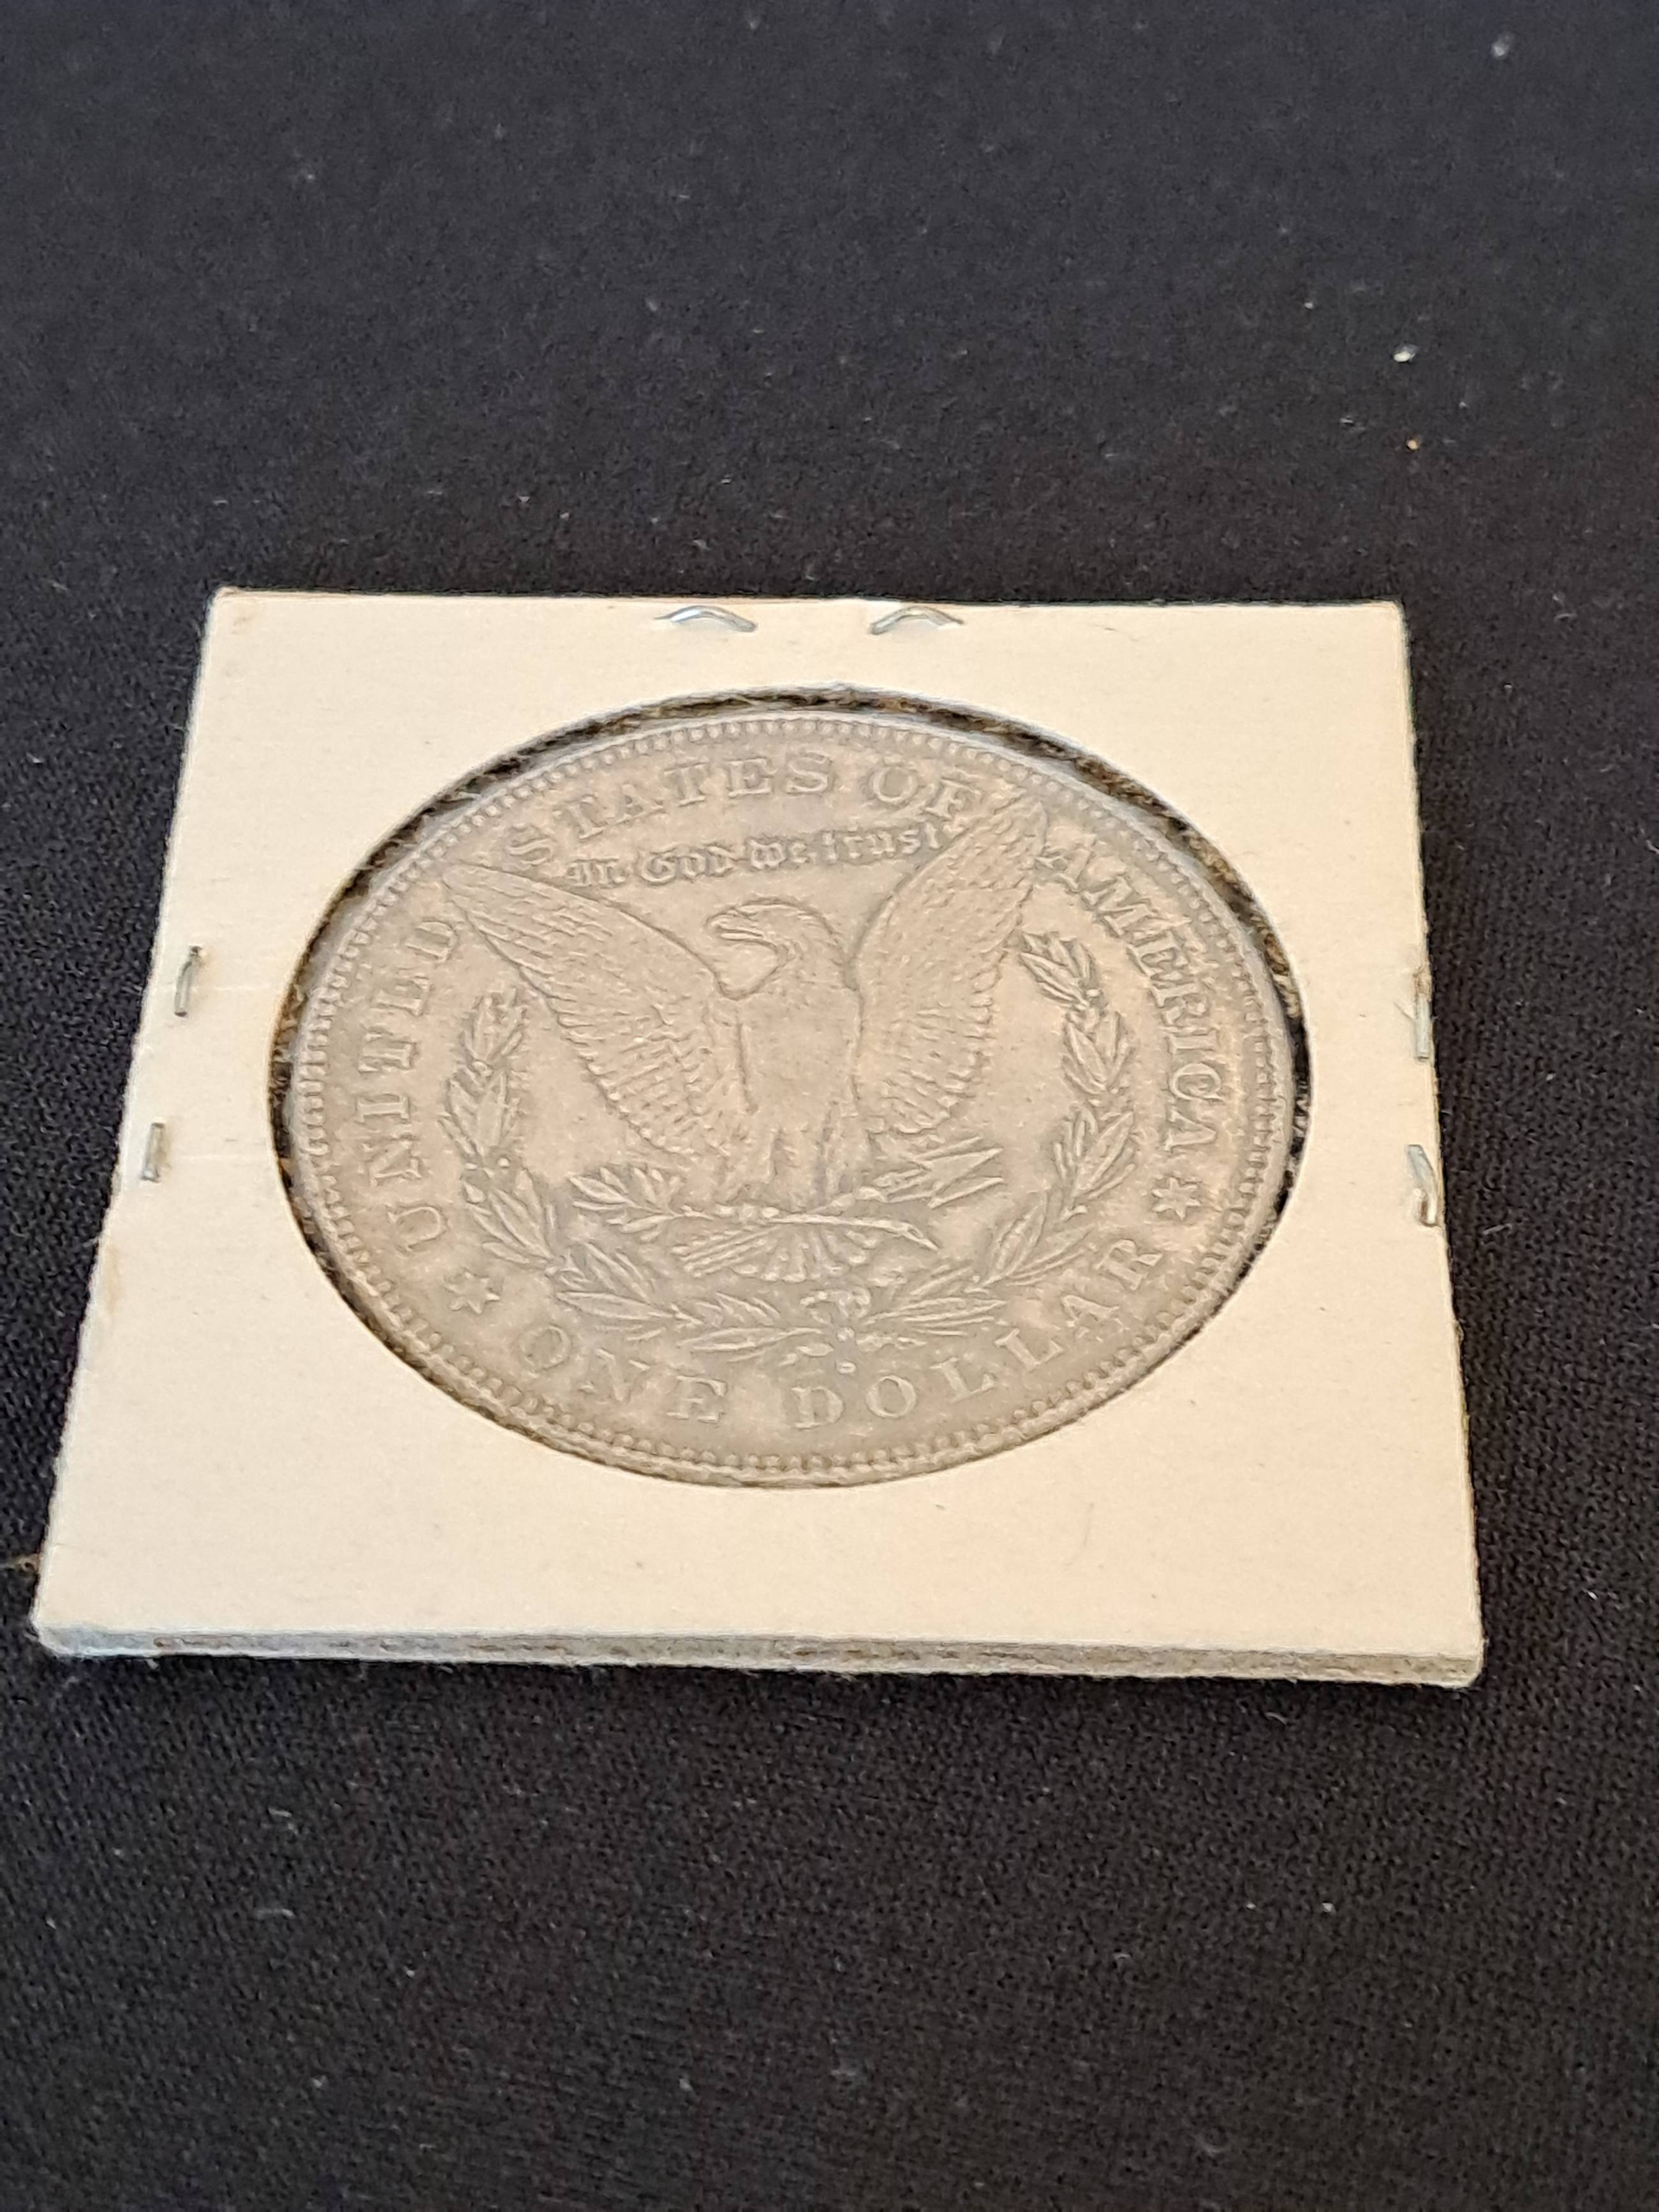 UNITED STATES OF AMERICA
In God we trust
ONE DOLLAR